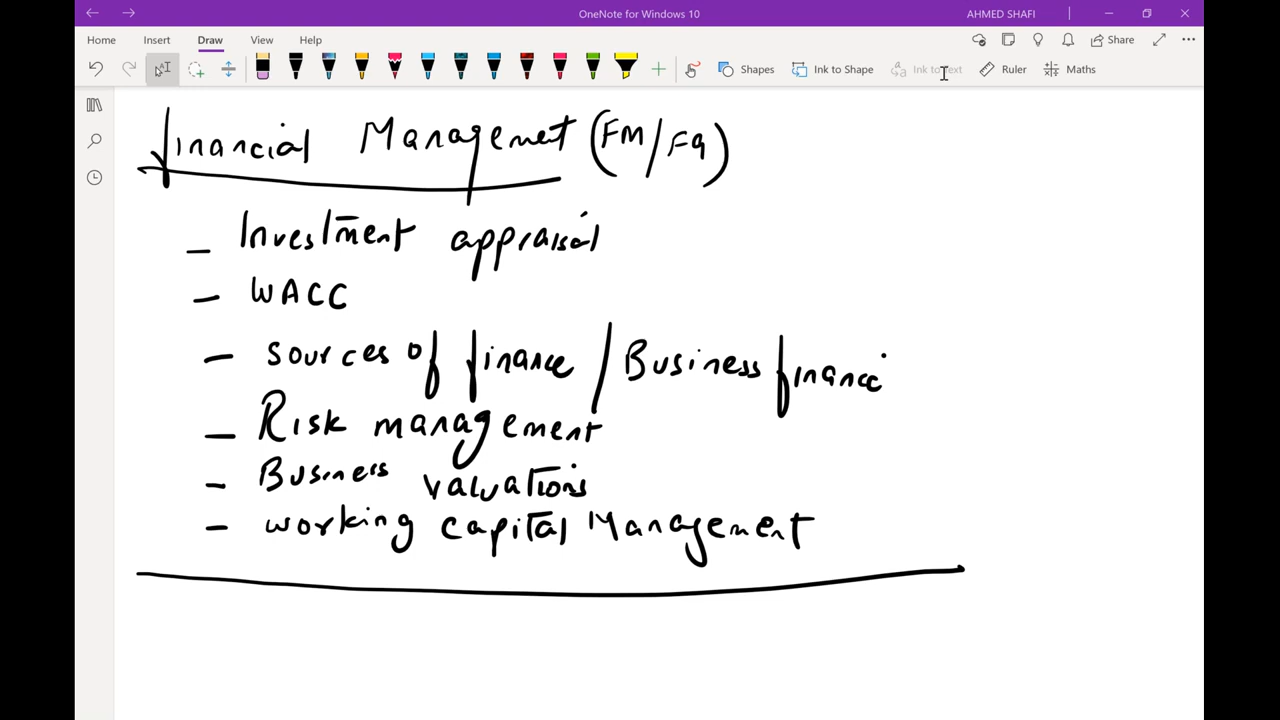 OneNote for Windows 10
AHMED SHAFI
Home Insert Draw View Help
Share
Shapes Ink to Shape Ink to Text Ruler Maths
financial Management (FM/F9)
– Investment appraisal
– WACC
– sources of finance / Business finance
– Risk management
– Business valuations
– working capital Management